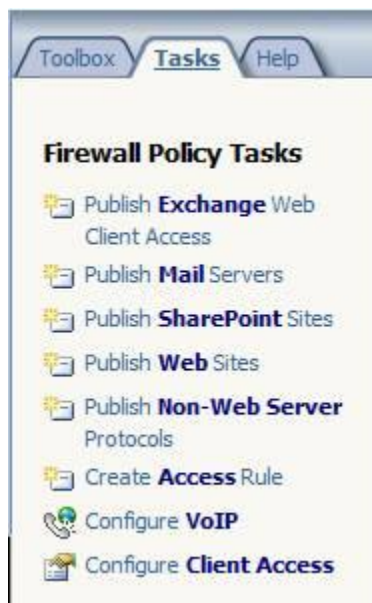 Toolbox Tasks Help
Firewall Policy Tasks
Publish Exchange Web
Client Access
Publish Mail Servers
Publish SharePoint Sites
Publish Web Sites
Publish Non-Web Server
Protocols
Create Access Rule
Configure VoIP
Configure Client Access